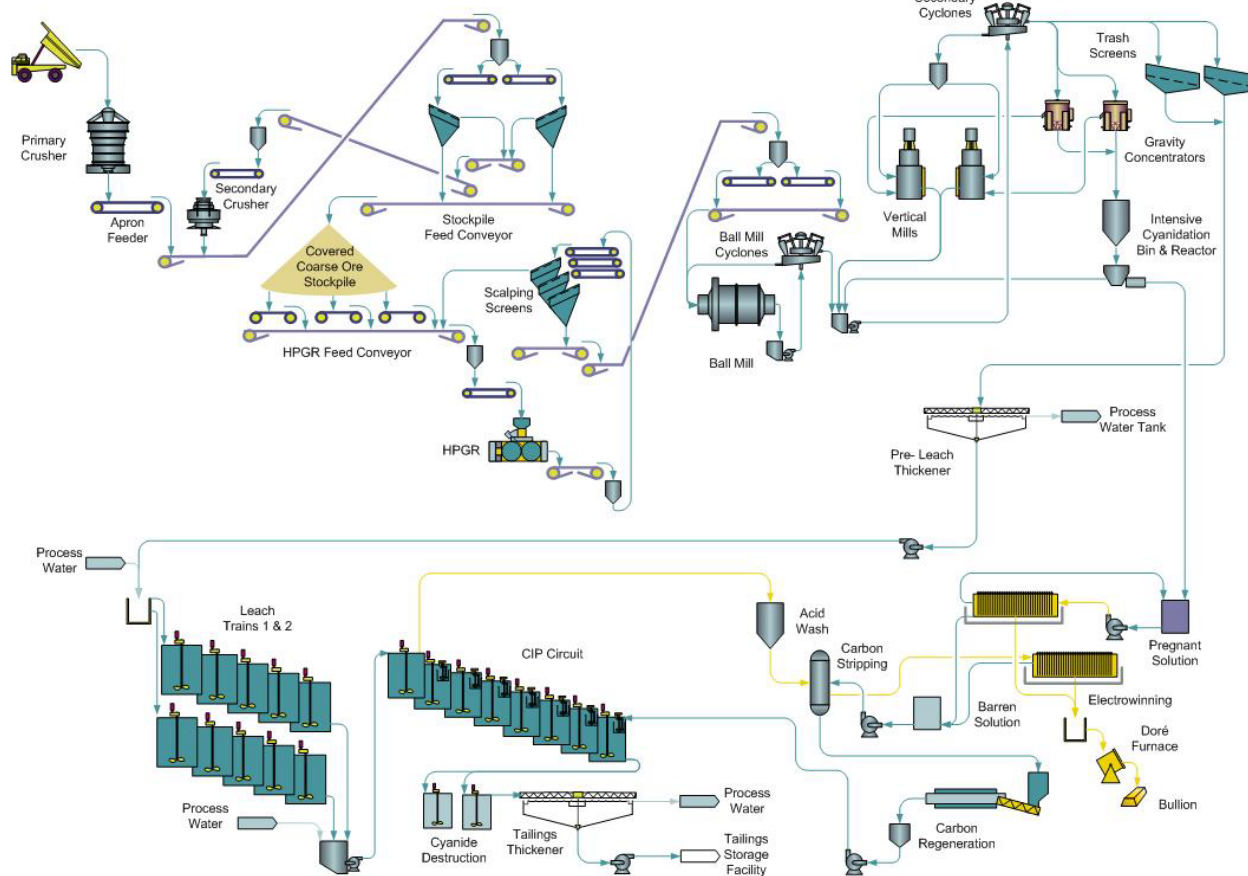 Secondary
Cyclones
Trash
Screens
Primary
Crusher
Secondary
Crusher
Apron
Feeder
Stockpile
Feed Conveyor
Covered
Coarse Ore
Stockpile
Scalping
Screens
HPGR Feed Conveyor
HPGR
Ball Mill
Cyclones
Ball Mill
Vertical
Mills
Gravity
Concentrators
Intensive
Cyanidation
Bin & Reactor
Process
Water Tank
Pre- Leach
Thickener
Process
Water
Leach
Trains 1 & 2
CIP Circuit
Acid
Wash
Carbon
Stripping
Pregnant
Solution
Barren
Solution
Electrowinning
Doré
Furnace
Bullion
Process
Water
Cyanide
Destruction
Tailings
Thickener
Process
Water
Tailings
Storage
Facility
Carbon
Regeneration